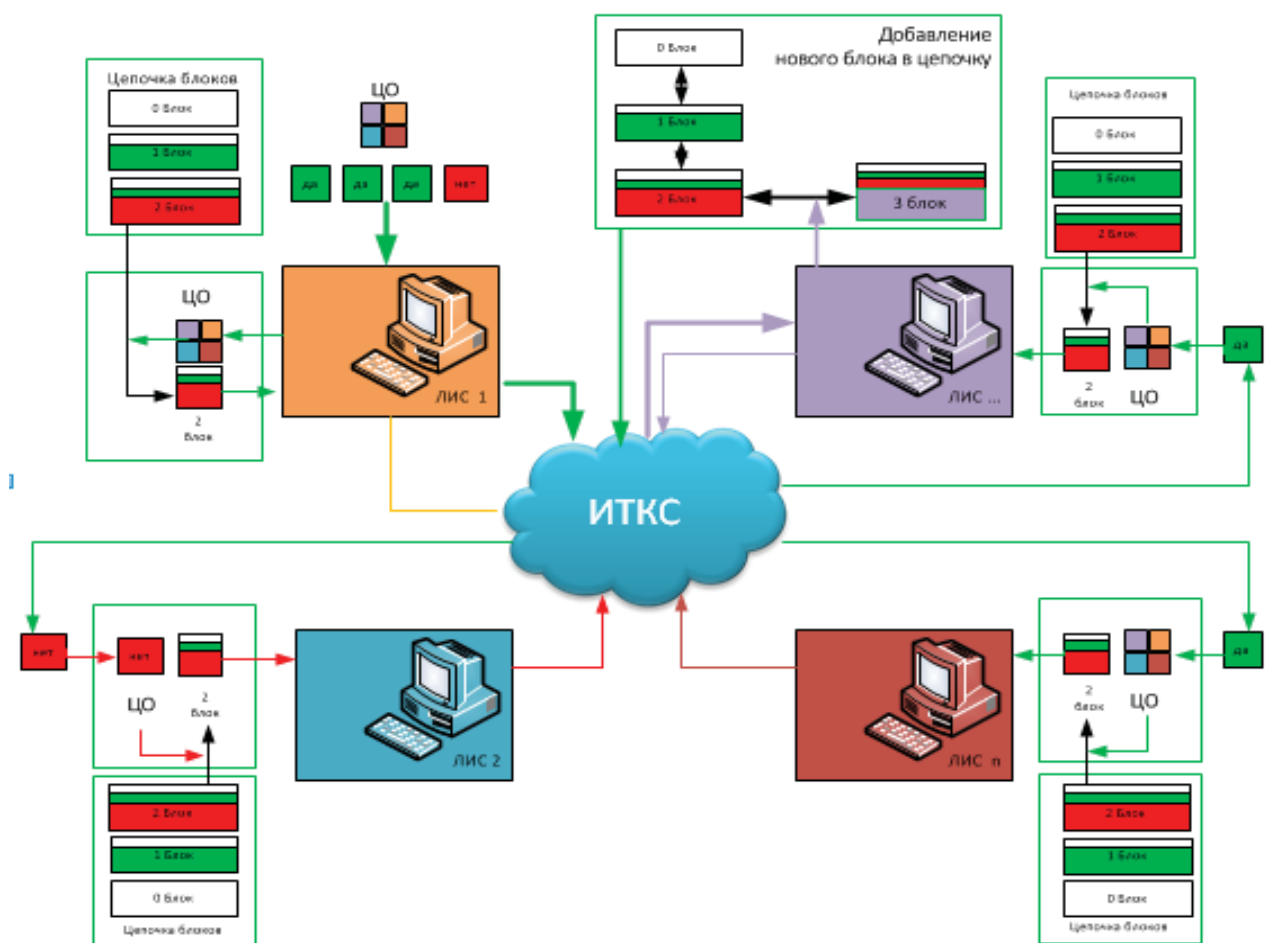 Цепочка блоков
0 Блок
1 Блок
2 Блок
ЦО
да
да
да
нет
Добавление
нового блока в цепочку
0 Блок
1 Блок
2 Блок
3 блок
Цепочка блоков
0 Блок
1 Блок
2 Блок
ЦО
2
Блок
ЛИС 1
ЛИС ...
2
Блок
ЦО
да
ИТКС
нет
нет
ЦО
2
Блок
ЛИС 2
2 Блок
1 Блок
0 Блок
Цепочка блоков
ЛИС n
2
Блок
ЦО
да
2 Блок
1 Блок
0 Блок
Цепочка блоков